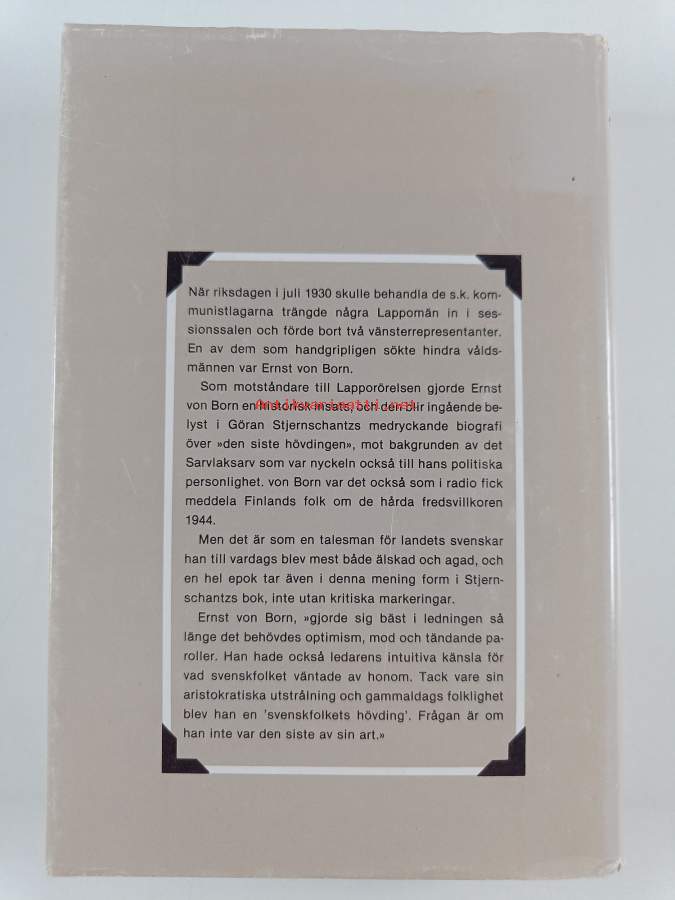 När riksdagen i juli 1930 skulle behandla de s.k. kom-
munistlagarna trängde några Lappomän in i ses-
sionssalen och förde bort två vänsterrepresentanter.
En av dem som handgripligen sökte hindra vålds-
männen var Ernst von Born.
Som motståndare till Lapporörelsen gjorde Ernst
von Born en historisk insats, och den blir ingående be-
Antikvariaatti.net
lyst i Göran Stjernschantzs medryckande biografi
över »den siste hövdingen», mot bakgrunden av det
Sarvlaksarv som var nyckeln också till hans politiska
personlighet. von Born var det också som i radio fick
meddela Finlands folk om de hårda fredsvillkoren
1944.
Men det är som en talesman för landets svenskar
han till vardags blev mest både älskad och agad, och
en hel epok tar även i denna mening form i Stjern-
schantzs bok, inte utan kritiska markeringar.
Ernst von Born, »gjorde sig bäst i ledningen så
länge det behövdes optimism, mod och tändande pa-
roller. Han hade också ledarens intuitiva känsla för
vad svenskfolket väntade av honom. Tack vare sin
aristokratiska utstrålning och gammaldags folklighet
blev han en 'svenskfolkets hövding'. Frågan är om
han inte var den siste av sin art.»